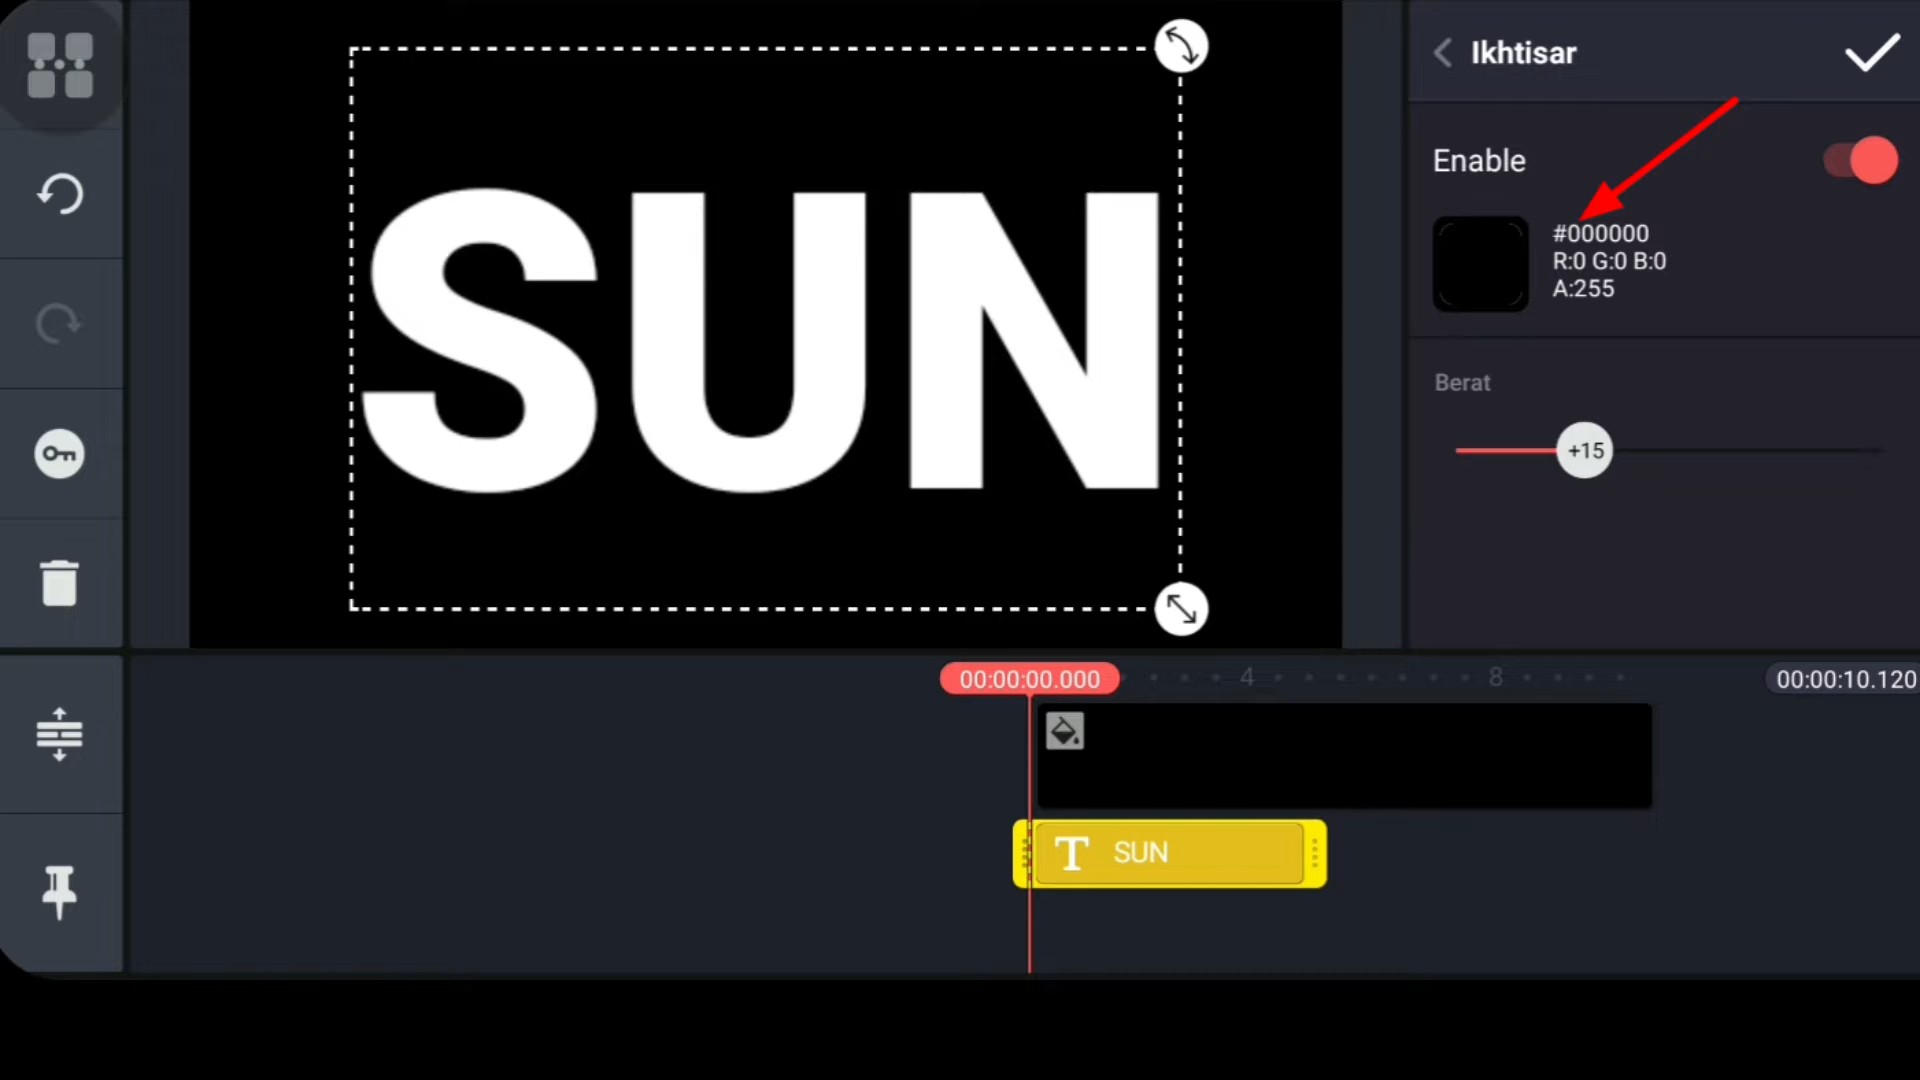 SUN
Ikhtisar
Enable
#000000
R:0 G:0 B:0
A:255
Berat
+15
00:00:00.000
4
8
00:00:10.120
T SUN